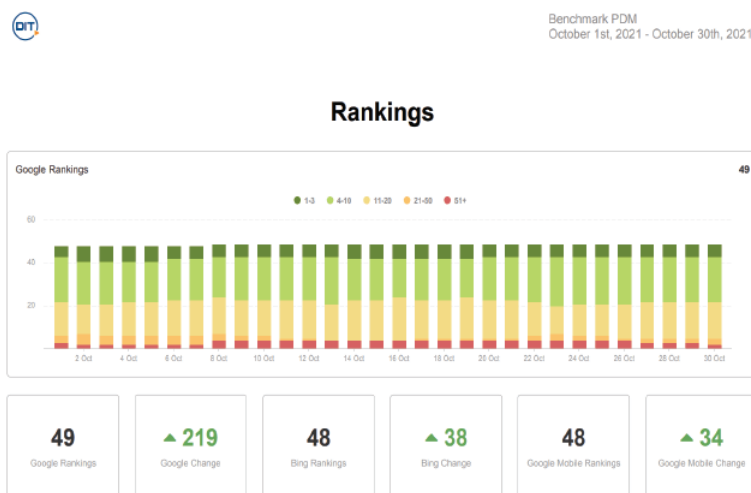 DIT
Benchmark PDM
October 1st, 2021 - October 30th, 2021
Rankings
Google Rankings
49
1-3 4-10 11-20 21-50 51+
60
40
20
2 Oct 4 Oct 6 Oct 8 Oct 10 Oct 12 Oct 14 Oct 16 Oct 18 Oct 20 Oct 22 Oct 24 Oct 26 Oct 28 Oct 30 Oct
49 219 48 38 48 34
Google Rankings Google Change Bing Rankings Bing Change Google Mobile Rankings Google Mobile Change